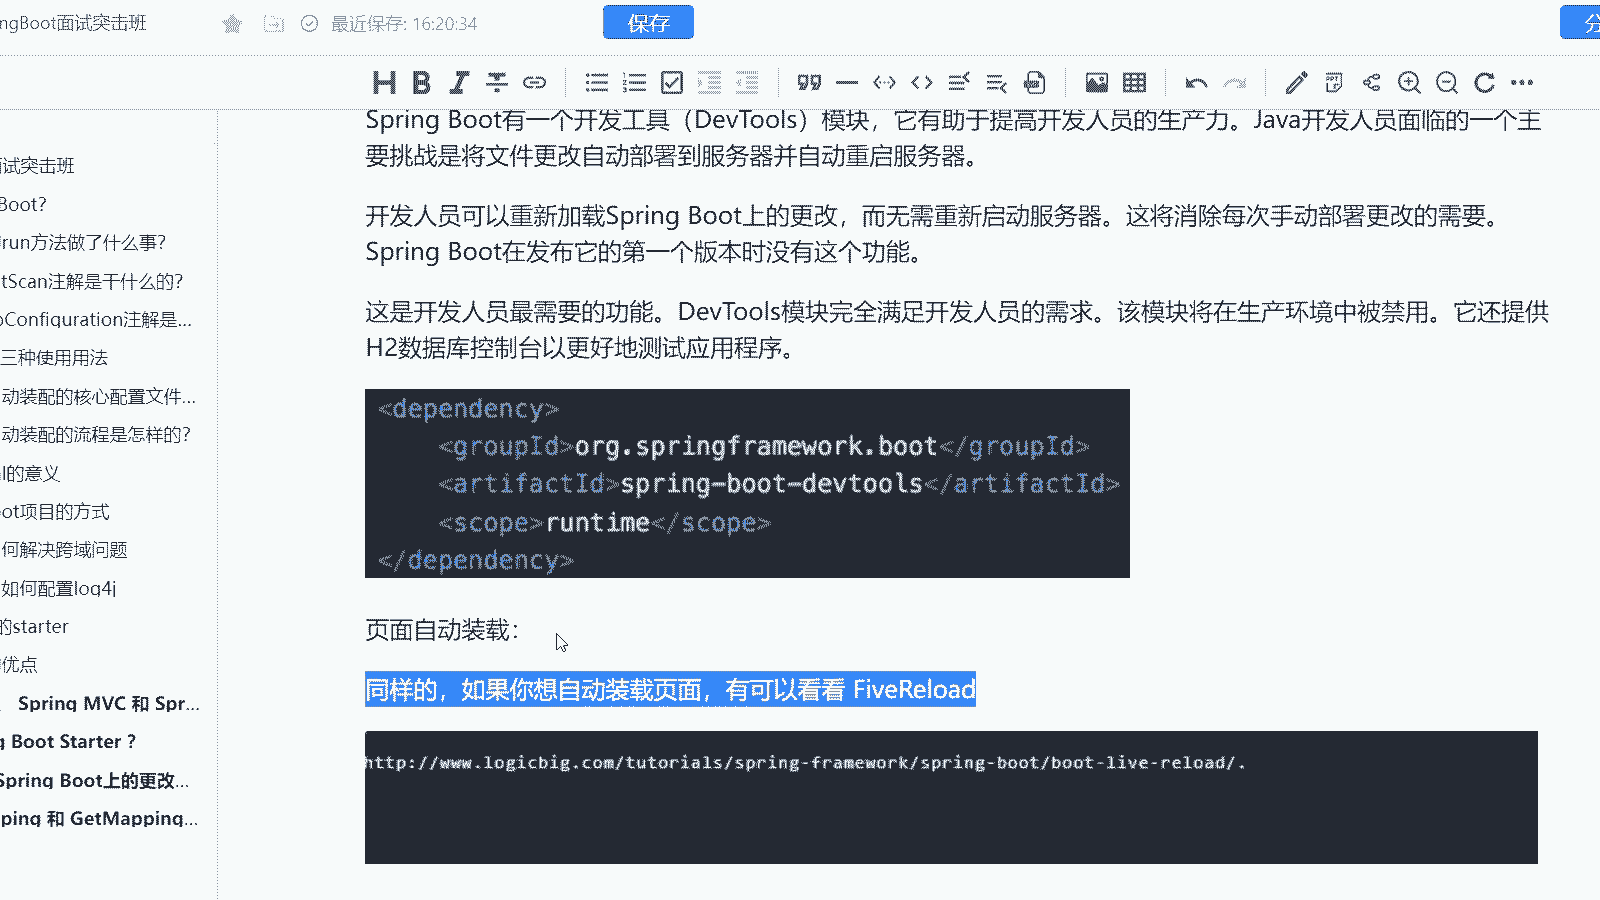 ngBoot面试突击班
最近保存: 16:20:34
保存
Spring Boot有一个开发工具（DevTools）模块，它有助于提高开发人员的生产力。Java开发人员面临的一个主
要挑战是将文件更改自动部署到服务器并自动重启服务器。
开发人员可以重新加载Spring Boot上的更改，而无需重新启动服务器。这将消除每次手动部署更改的需要。
Spring Boot在发布它的第一个版本时没有这个功能。
这是开发人员最需要的功能。DevTools模块完全满足开发人员的需求。该模块将在生产环境中被禁用。它还提供
H2数据库控制台以更好地测试应用程序。
<dependency>
<groupId>org.springframework.boot</groupId>
<artifactId>spring-boot-devtools</artifactId>
<scope>runtime</scope>
</dependency>
页面自动装载：
同样的，如果你想自动装载页面，有可以看看 FiveReload
http://www.logicbig.com/tutorials/spring-framework/spring-boot/boot-live-reload/.
面试突击班
Boot?
run方法做了什么事?
tScan注解是干什么的?
oConfiguration注解是...
三种使用用法
动装配的核心配置文件...
动装配的流程是怎样的?
的意义
ot项目的方式
何解决跨域问题
如何配置log4j
的starter
优点
Spring MVC 和 Spr...
g Boot Starter ?
Spring Boot上的更改...
ping 和 GetMapping...